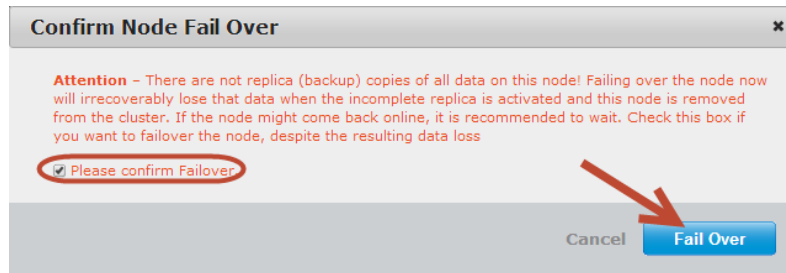 Confirm Node Fail Over
Attention – There are not replica (backup) copies of all data on this node! Failing over the node now
will irrecoverably lose that data when the incomplete replica is activated and this node is removed
from the cluster. If the node might come back online, it is recommended to wait. Check this box if
you want to failover the node, despite the resulting data loss
Please confirm Failover
Cancel Fail Over